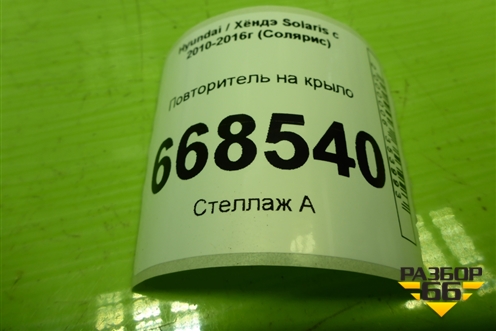 Hyundai / Хёндэ Solaris с
2010-2016г (Солярис)
Повторитель на крыло
668540
Стеллаж А
РАЗБОР
66